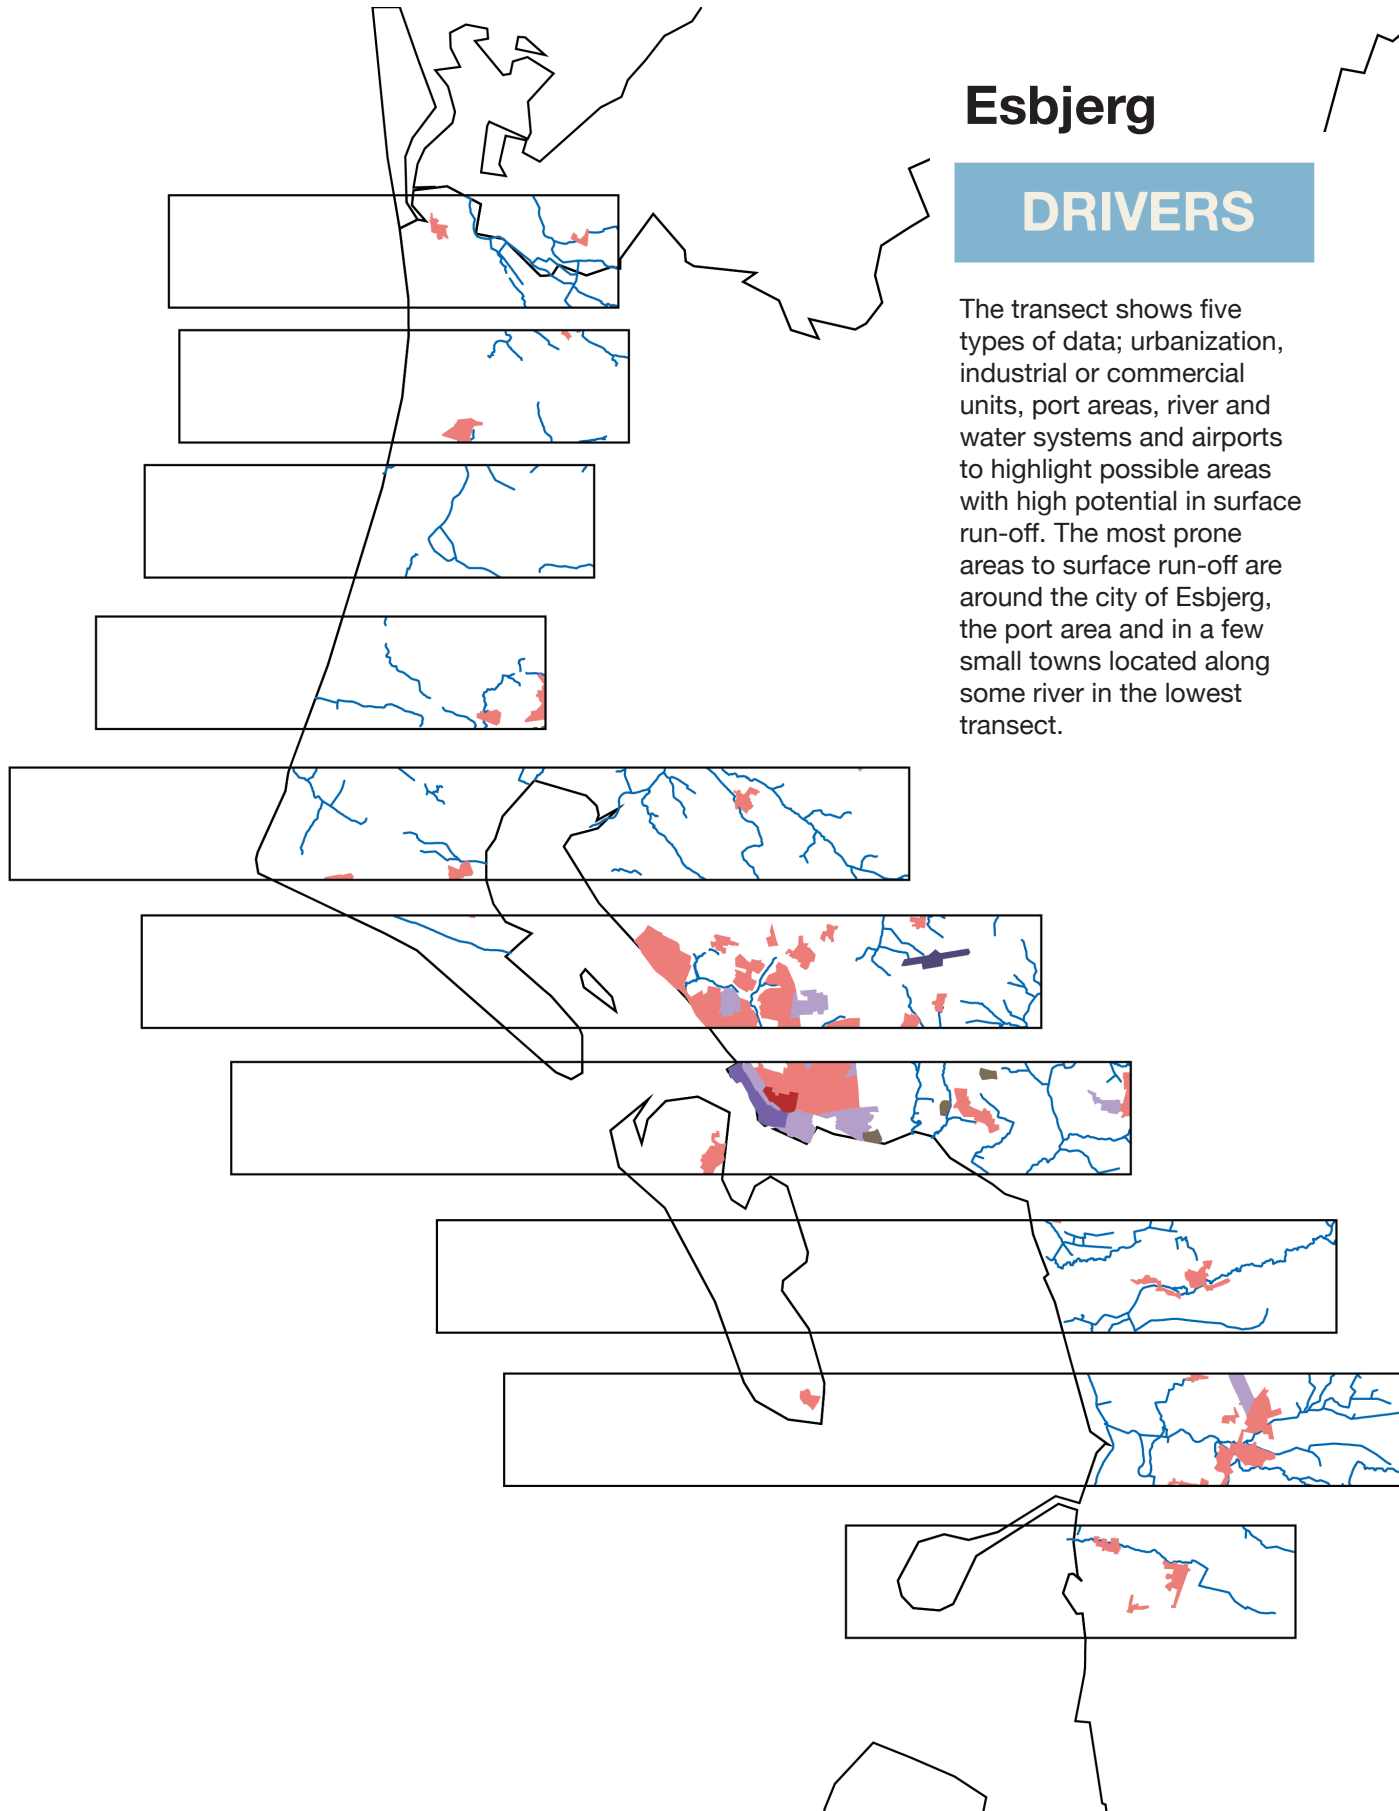 Esbjerg
DRIVERS
The transect shows five
types of data; urbanization,
industrial or commercial
units, port areas, river and
water systems and airports
to highlight possible areas
with high potential in surface
run-off. The most prone
areas to surface run-off are
around the city of Esbjerg,
the port area and in a few
small towns located along
some river in the lowest
transect.